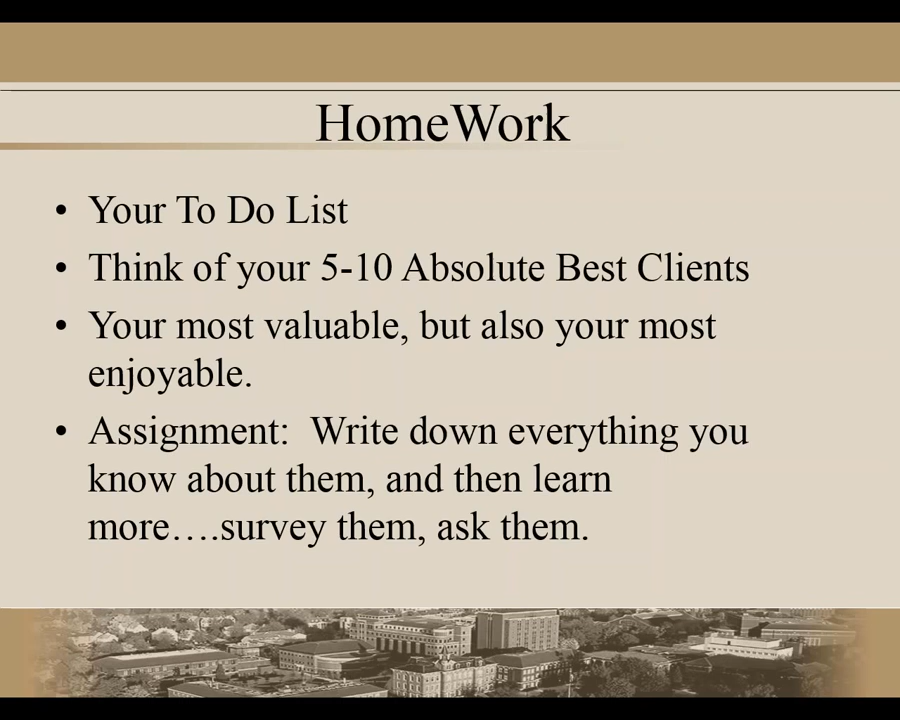 HomeWork
• Your To Do List
• Think of your 5-10 Absolute Best Clients
• Your most valuable, but also your most
enjoyable.
• Assignment:  Write down everything you
know about them, and then learn
more….survey them, ask them.